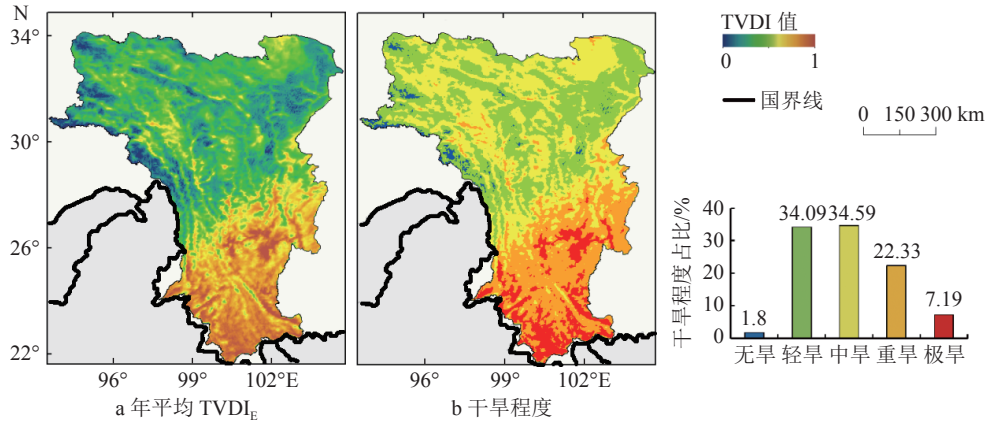 N
34°
30°
26°
22°
96° 99° 102°E
a 年平均 TVDI_E
96° 99° 102°E
b 干旱程度
TVDI 值
0 1
国界线
0 150 300 km
干旱程度占比/%
40
30
20
10
0
1.8 34.09 34.59 22.33 7.19
无旱 轻旱 中旱 重旱 极旱